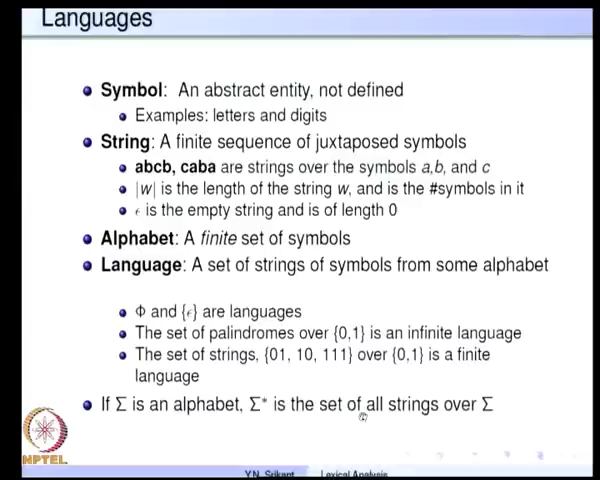 Languages
Symbol: An abstract entity, not defined
Examples: letters and digits
String: A finite sequence of juxtaposed symbols
abcb, caba are strings over the symbols a,b, and c
|w| is the length of the string w, and is the #symbols in it
ϵ is the empty string and is of length 0
Alphabet: A finite set of symbols
Language: A set of strings of symbols from some alphabet
Φ and {ϵ} are languages
The set of palindromes over {0,1} is an infinite language
The set of strings, {01, 10, 111} over {0,1} is a finite
language
If Σ is an alphabet, Σ* is the set of all strings over Σ
NPTEL
Y.N. Srikant Lexical Analysis